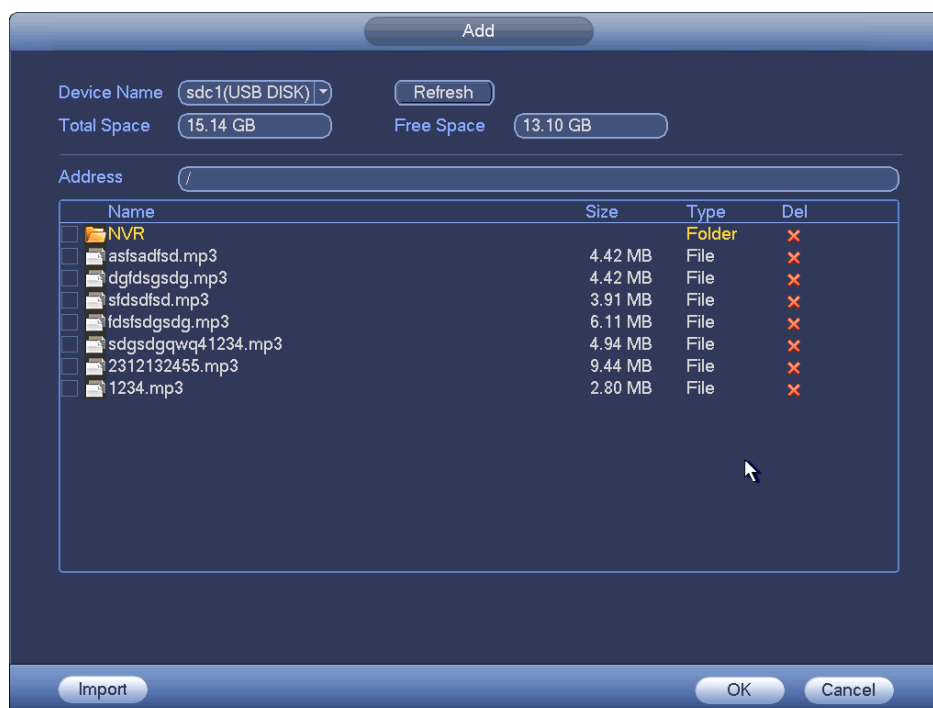 Add
Device Name sdc1(USB DISK) Refresh
Total Space 15.14 GB Free Space 13.10 GB
Address /
Name Size Type Del
NVR Folder
asfsadfsd.mp3 4.42 MB File
dgfdsgsdg.mp3 4.42 MB File
sfdsdfsd.mp3 3.91 MB File
fdsfsdgsdg.mp3 6.11 MB File
sdgsdgqwq41234.mp3 4.94 MB File
2312132455.mp3 9.44 MB File
1234.mp3 2.80 MB File
Import OK Cancel